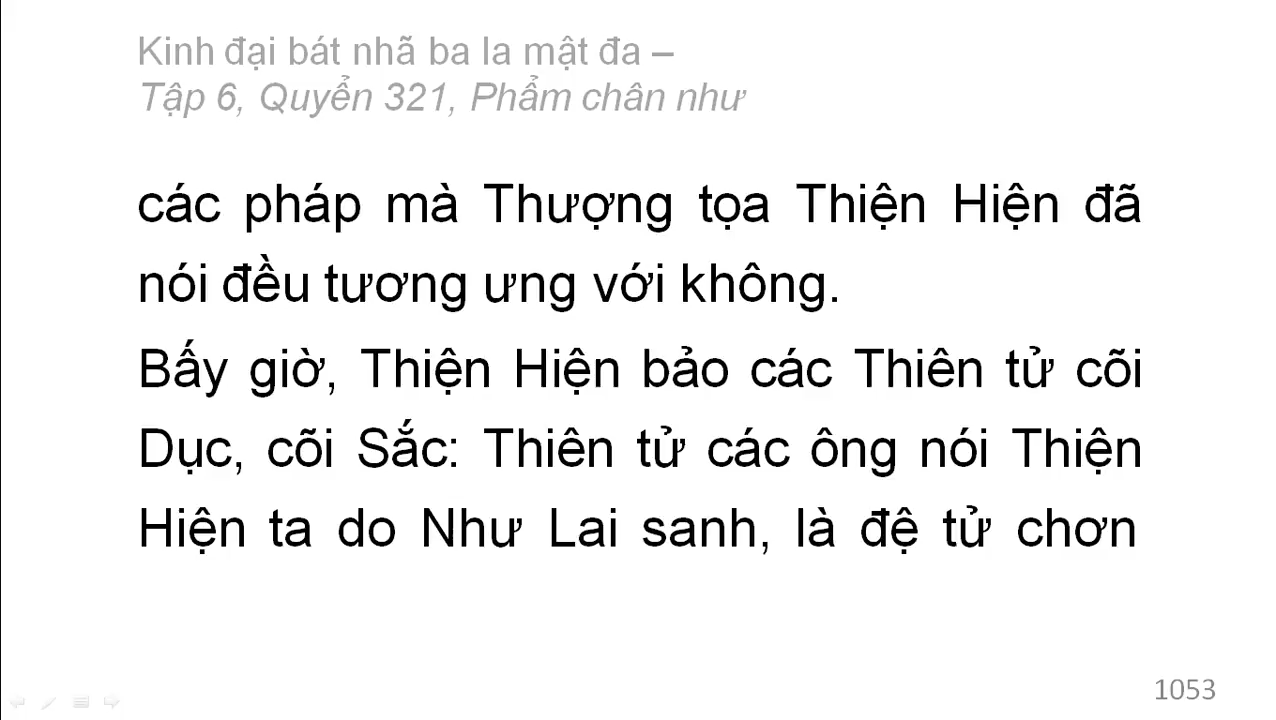 Kinh đại bát nhã ba la mật đa –
Tập 6, Quyển 321, Phẩm chân như
các pháp mà Thượng tọa Thiện Hiện đã
nói đều tương ưng với không.
Bấy giờ, Thiện Hiện bảo các Thiên tử cõi
Dục, cõi Sắc: Thiên tử các ông nói Thiện
Hiện ta do Như Lai sanh, là đệ tử chơn
1053